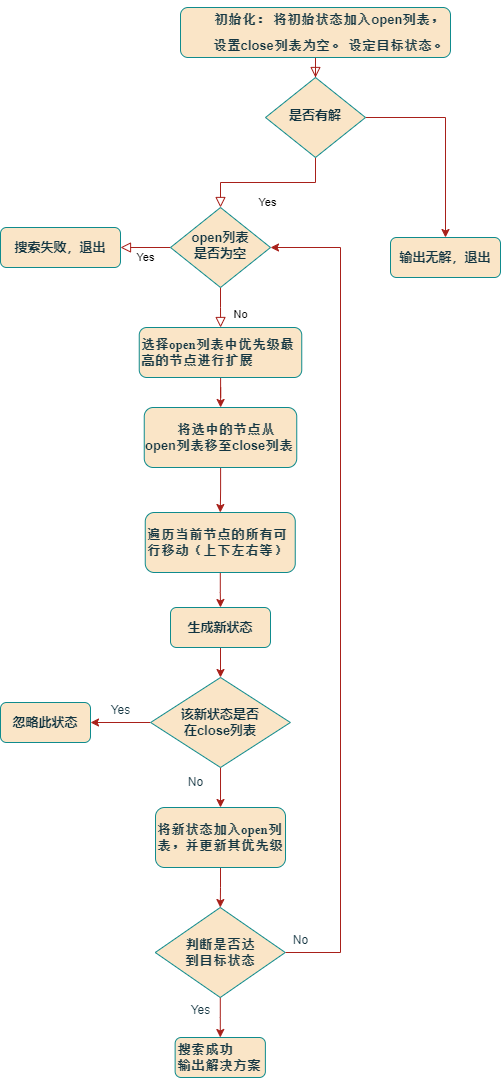 初始化： 将初始状态加入open列表，
设置close列表为空。 设定目标状态。
是否有解
Yes
open列表
是否为空
搜索失败，退出
Yes
输出无解，退出
No
选择open列表中优先级最
高的节点进行扩展
将选中的节点从
open列表移至close列表
遍历当前节点的所有可
行移动（上下左右等）
生成新状态
该新状态是否
在close列表
Yes
忽略此状态
No
将新状态加入open列
表，并更新其优先级
判断是否达
到目标状态
No
Yes
搜索成功
输出解决方案